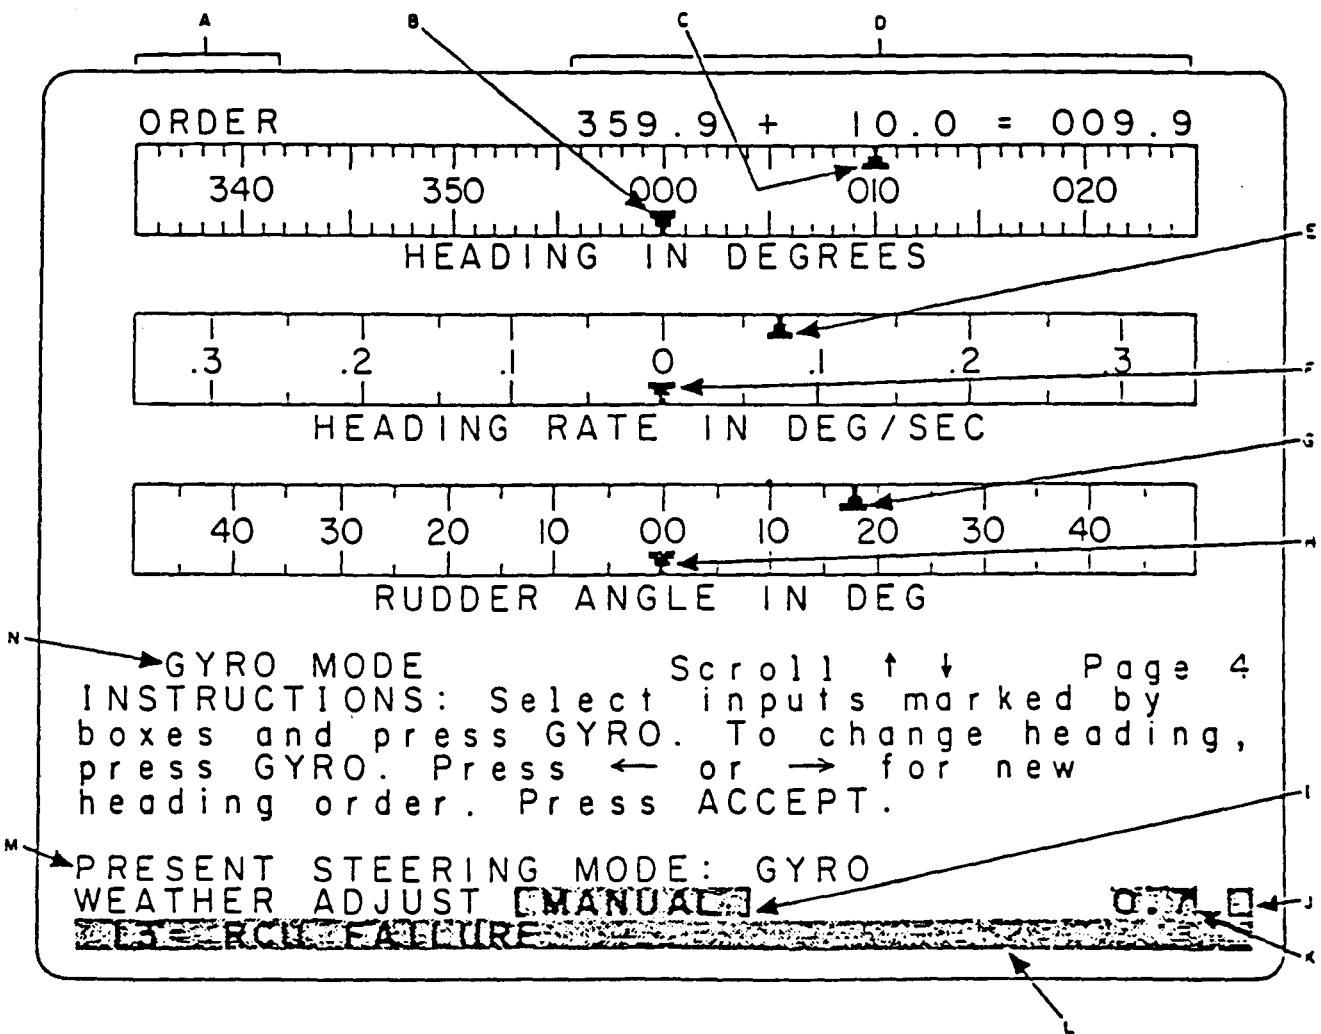 A B C D
ORDER 359.9 + 10.0 = 009.9
340 350 000 010 020
HEADING IN DEGREES
E
.3 .2 .1 0 .1 .2 .3
F
HEADING RATE IN DEG/SEC
G
40 30 20 10 00 10 20 30 40
H
RUDDER ANGLE IN DEG
N
GYRO MODE Scroll ↑ ↓ Page 4
INSTRUCTIONS: Select inputs marked by
boxes and press GYRO. To change heading,
press GYRO. Press ← or → for new
heading order. Press ACCEPT.
I
M
PRESENT STEERING MODE: GYRO
WEATHER ADJUST [MANUAL] 0.7
J
13- RCU FAILURE
K
L